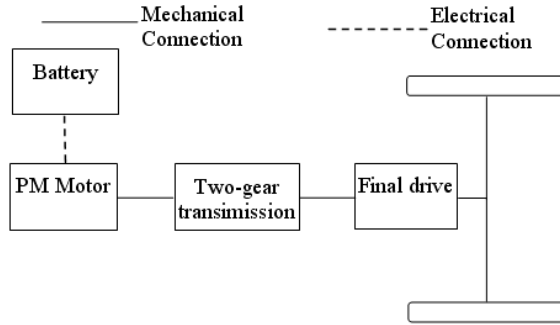 Mechanical
Connection
Electrical
Connection
Battery
PM Motor
Two-gear
transimission
Final drive